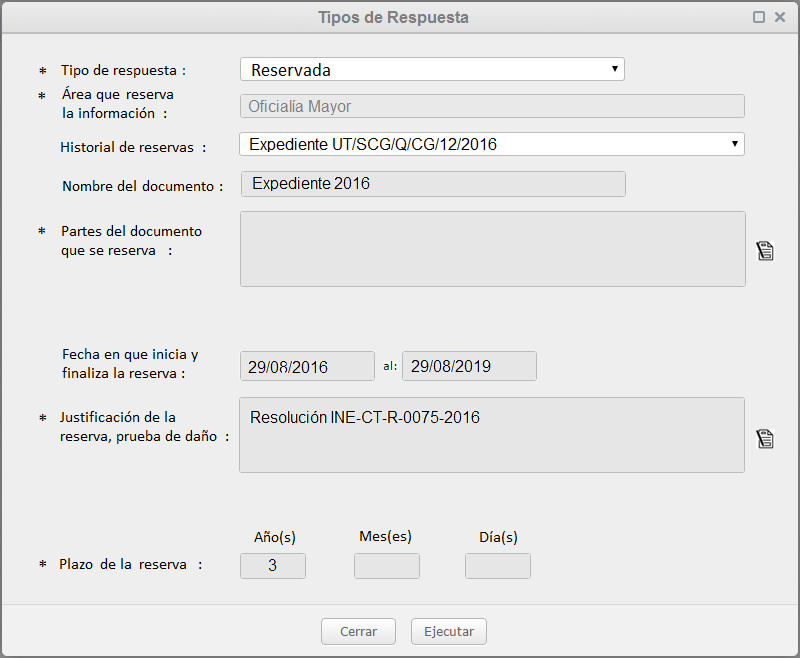 Tipos de Respuesta
* Tipo de respuesta : Reservada
* Área que reserva
la información : Oficialía Mayor
Historial de reservas : Expediente UT/SCG/Q/CG/12/2016
Nombre del documento : Expediente 2016
* Partes del documento
que se reserva :
Fecha en que inicia y
finaliza la reserva : 29/08/2016 al: 29/08/2019
* Justificación de la
reserva, prueba de daño :
Resolución INE-CT-R-0075-2016
Año(s) Mes(es) Día(s)
* Plazo de la reserva : 3
Cerrar Ejecutar